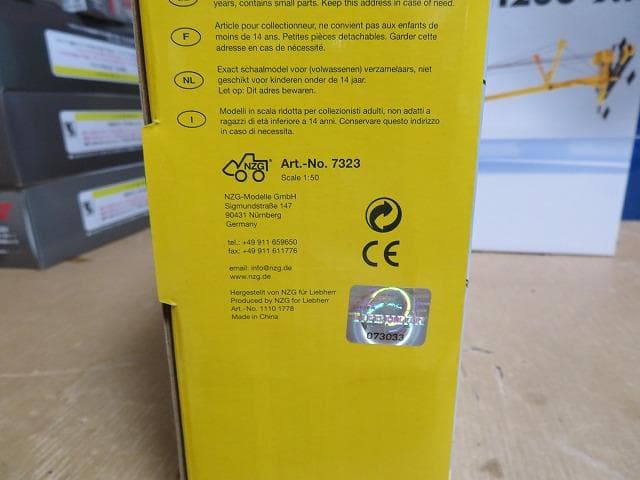 years, contains small parts. Keep this address in case of need.
F
Article pour collectionneur, ne convient pas aux enfants de
moins de 14 ans. Petites pièces détachables. Garder cette
adresse en cas de nécessité.
NL
Exact schaalmodel voor (volwassenen) verzamelaars, niet
geschikt voor kinderen onder de 14 jaar.
Let op: Dit adres bewaren.
I
Modelli in scala ridotta per collezionisti adulti, non adatti a
ragazzi di età inferiore a 14 anni. Conservare questo indirizzo
in caso di necessita.
NZG
Art.-No. 7323
Scale 1:50
NZG-Modelle GmbH
Sigmundstraße 147
90431 Nürnberg
Germany
tel.: +49 911 659650
fax: +49 911 611776
email: info@nzg.de
www.nzg.de
CE
Hergestellt von NZG für Liebherr
Produced by NZG for Liebherr
Art.-No. 1110 1778
Made in China
LIEBHERR
073033